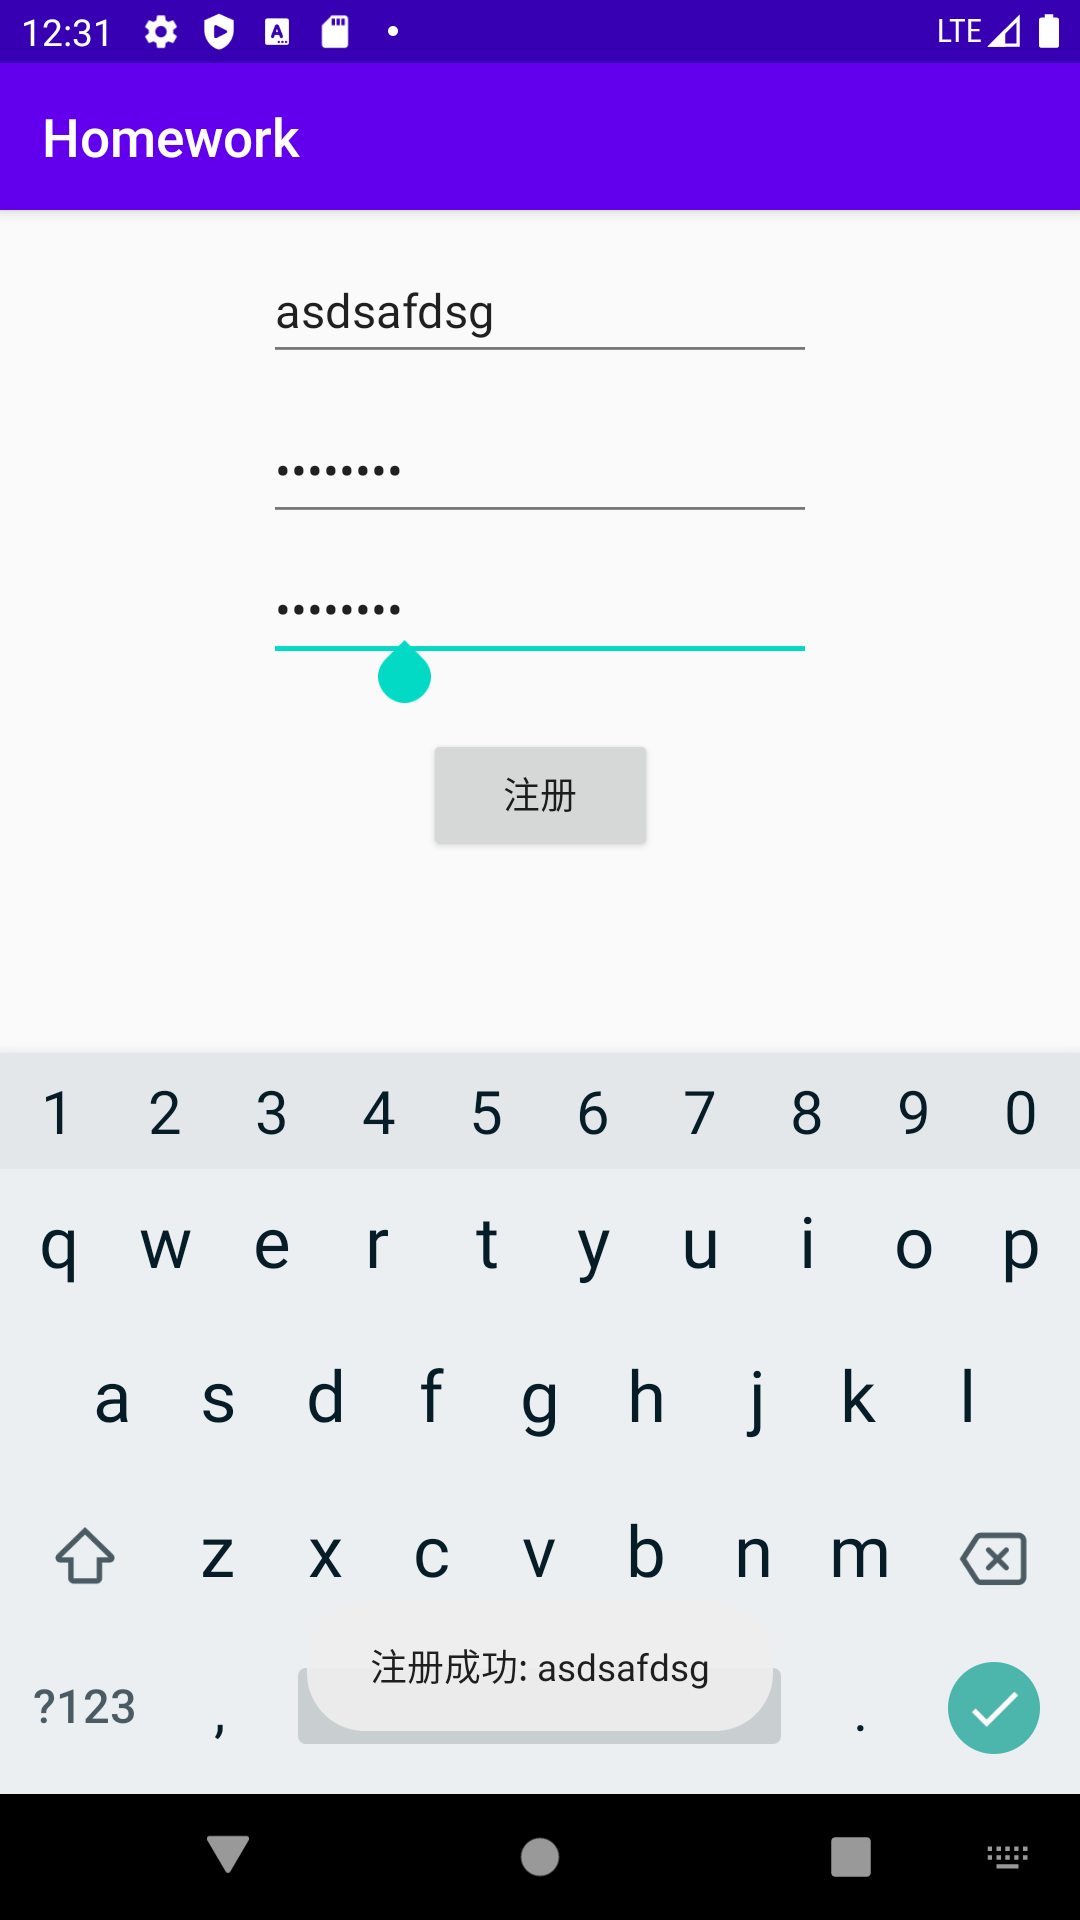 12:31 LTE
Homework
asdsafdsg
••••••••
••••••••
注册
1 2 3 4 5 6 7 8 9 0
q w e r t y u i o p
a s d f g h j k l
z x c v b n m
注册成功: asdsafdsg
?123 , .